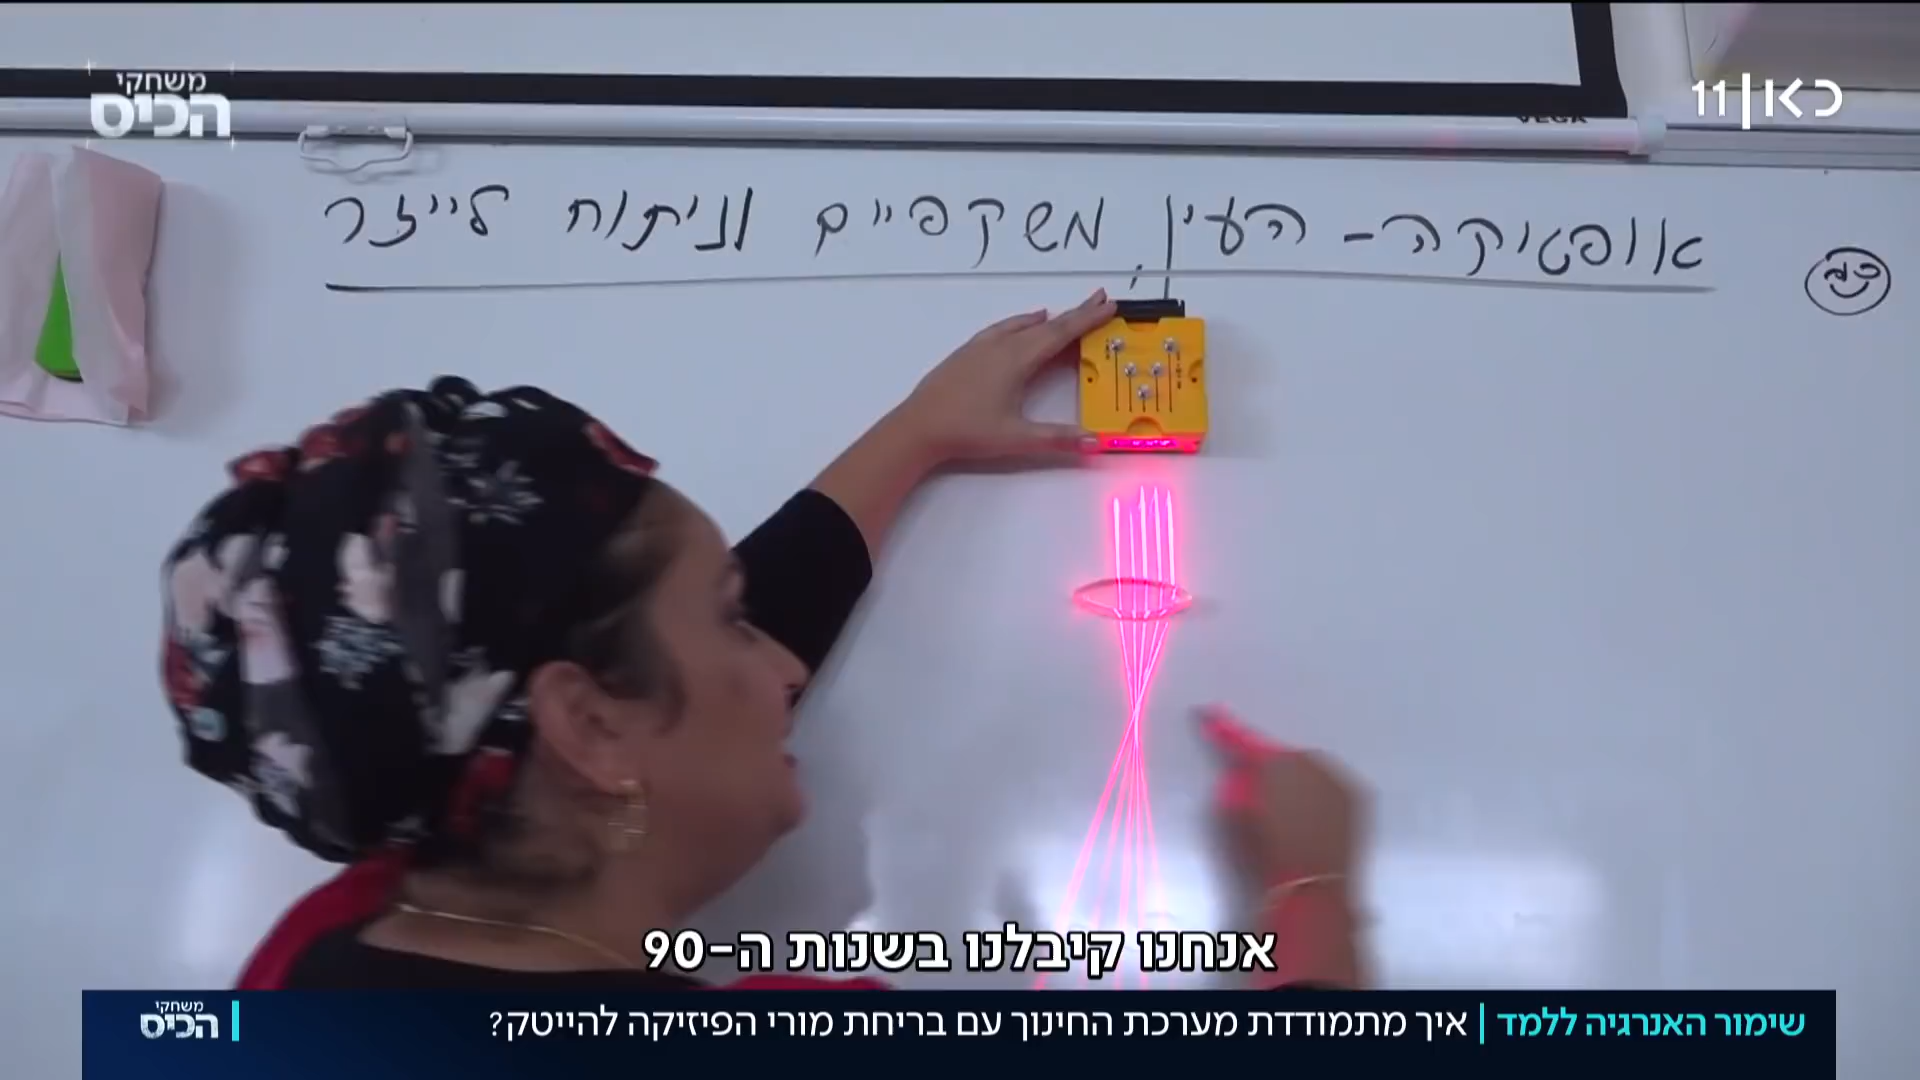 משחקי
הכיס
כאן 11
VEGA
אופטיקה - העין, משקפיים וניתוח לייזר
אנחנו קיבלנו בשנות ה-90
שימור האנרגיה ללמד | איך מתמודדת מערכת החינוך עם בריחת מורי הפיזיקה להייטק?
משחקי
הכיס